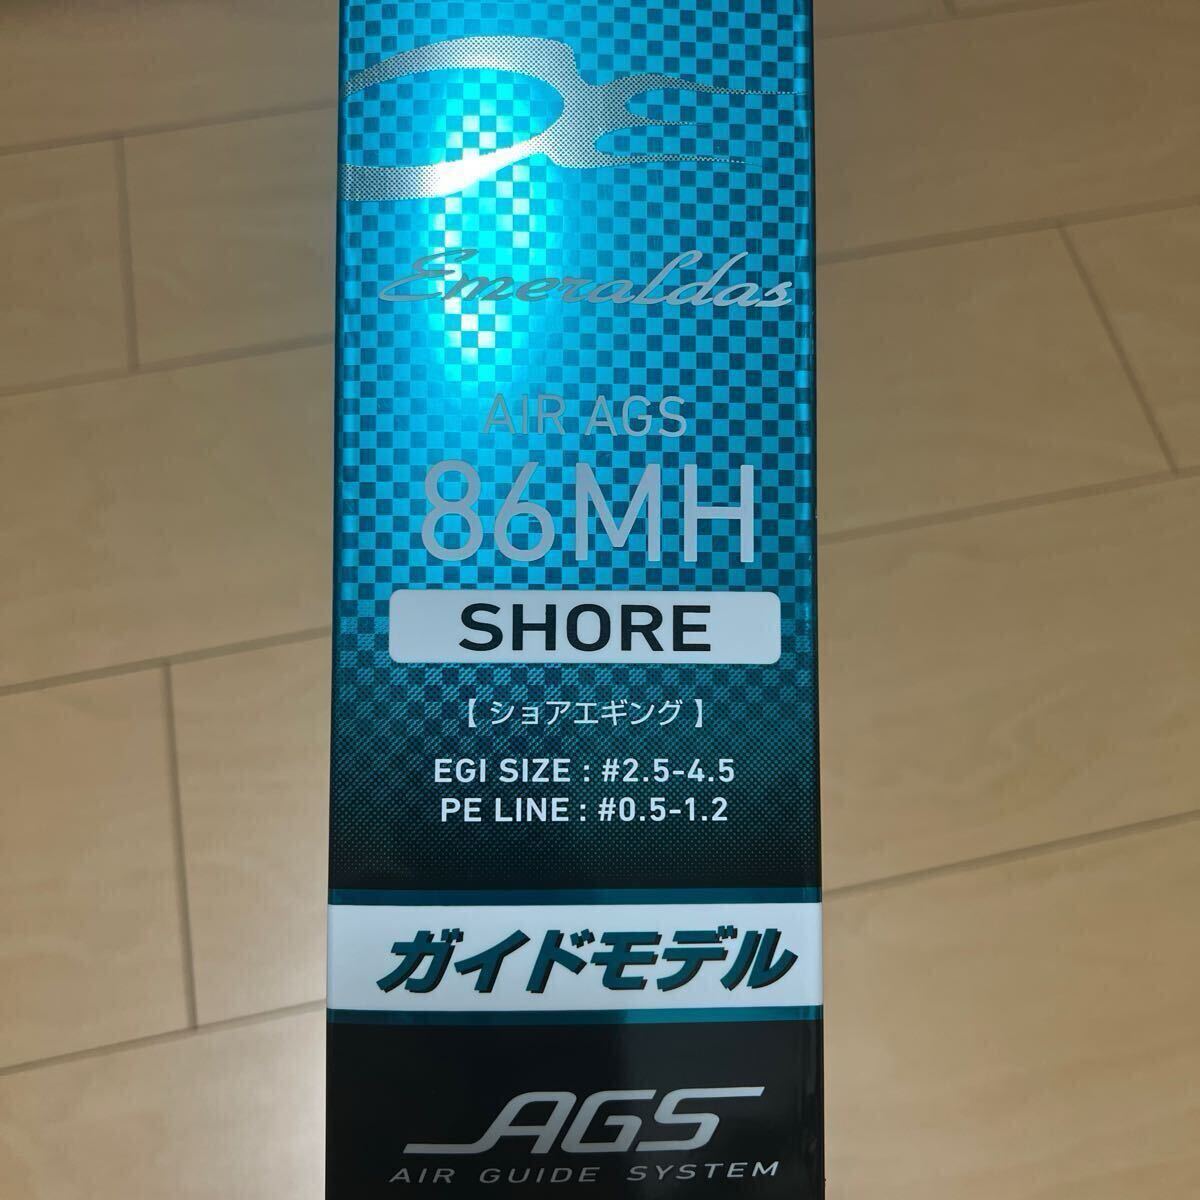 Emeraldas
AIR AGS
86MH
SHORE
【ショアエギング】
EGI SIZE : #2.5-4.5
PE LINE : #0.5-1.2
ガイドモデル
AGS
AIR GUIDE SYSTEM